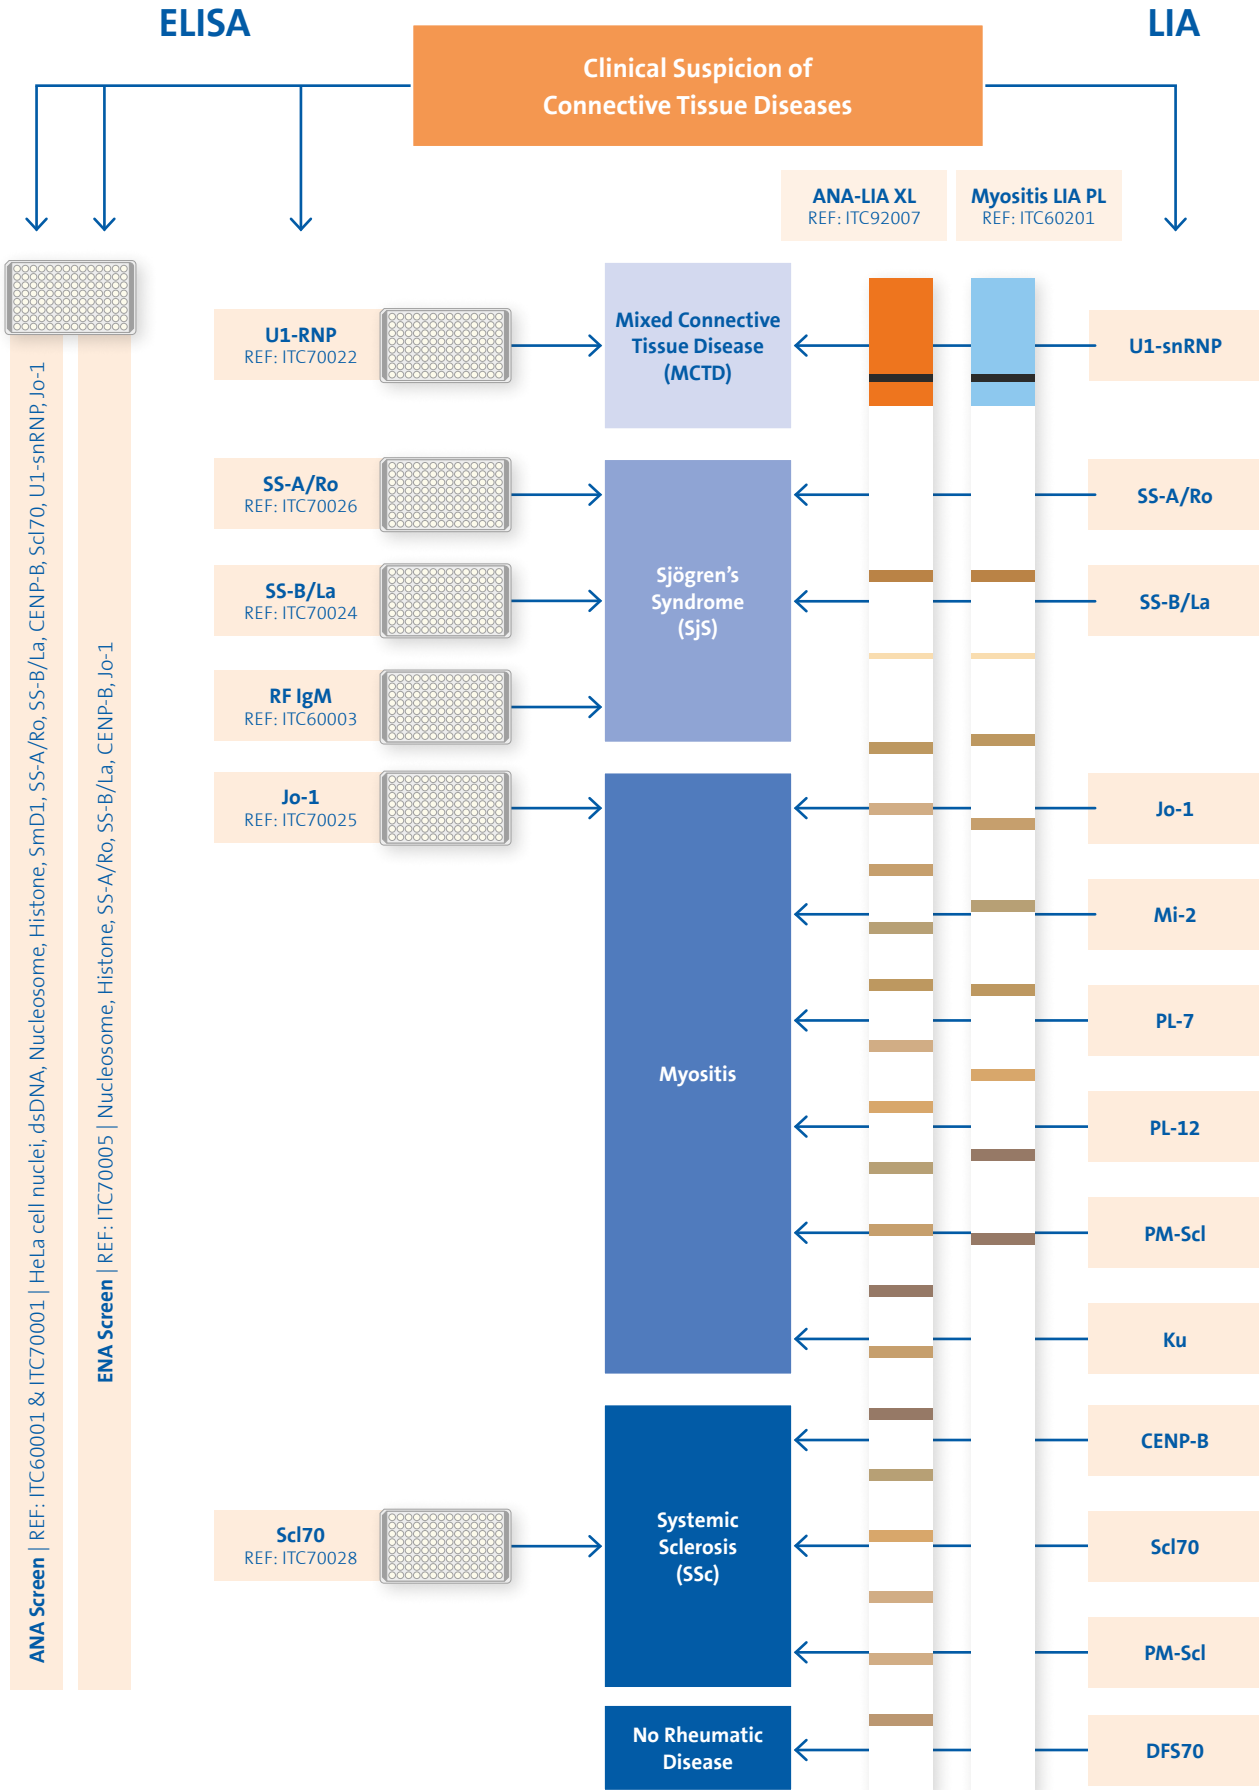 ELISA
LIA
Clinical Suspicion of
Connective Tissue Diseases
ANA-LIA XL
REF: ITC92007
Myositis LIA PL
REF: ITC60201
ANA Screen | REF: ITC60001 & ITC70001 | HeLa cell nuclei, dsDNA, Nucleosome, Histone, SmD1, SS-A/Ro, SS-B/La, CENP-B, Scl70, U1-snRNP, Jo-1
ENA Screen | REF: ITC70005 | Nucleosome, Histone, SS-A/Ro, SS-B/La, CENP-B, Jo-1
U1-RNP
REF: ITC70022
Mixed Connective
Tissue Disease
(MCTD)
U1-snRNP
SS-A/Ro
REF: ITC70026
SS-A/Ro
SS-B/La
REF: ITC70024
Sjögren's
Syndrome
(SjS)
SS-B/La
RF IgM
REF: ITC60003
Jo-1
REF: ITC70025
Jo-1
Mi-2
PL-7
Myositis
PL-12
PM-Scl
Ku
CENP-B
Scl70
REF: ITC70028
Systemic
Sclerosis
(SSc)
Scl70
PM-Scl
No Rheumatic
Disease
DFS70